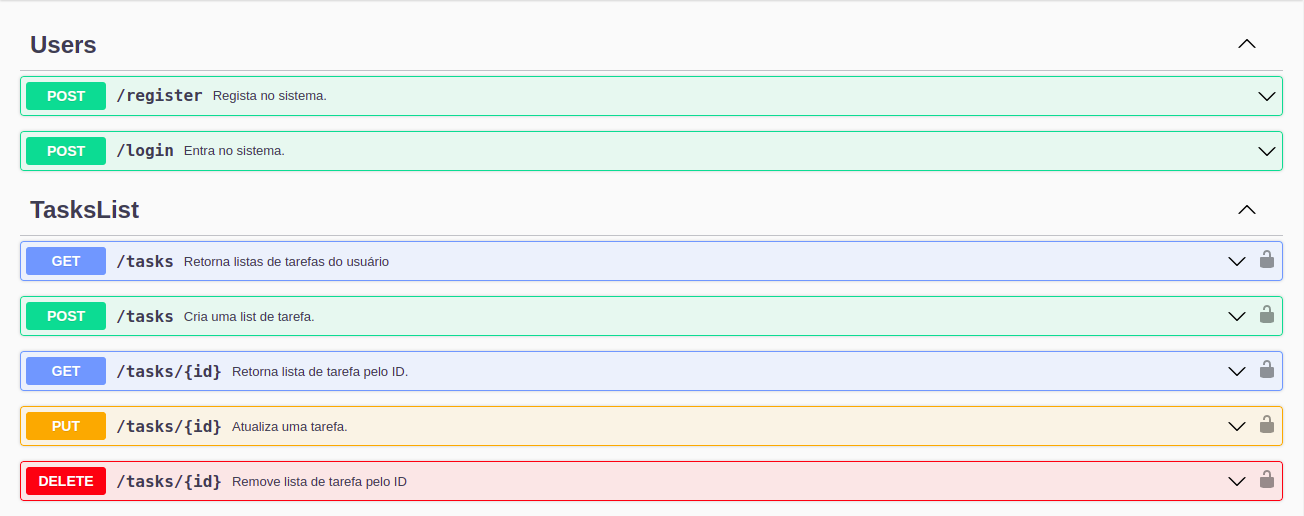 Users
POST /register Regista no sistema.
POST /login Entra no sistema.
TasksList
GET /tasks Retorna listas de tarefas do usuário
POST /tasks Cria uma list de tarefa.
GET /tasks/{id} Retorna lista de tarefa pelo ID.
PUT /tasks/{id} Atualiza uma tarefa.
DELETE /tasks/{id} Remove lista de tarefa pelo ID